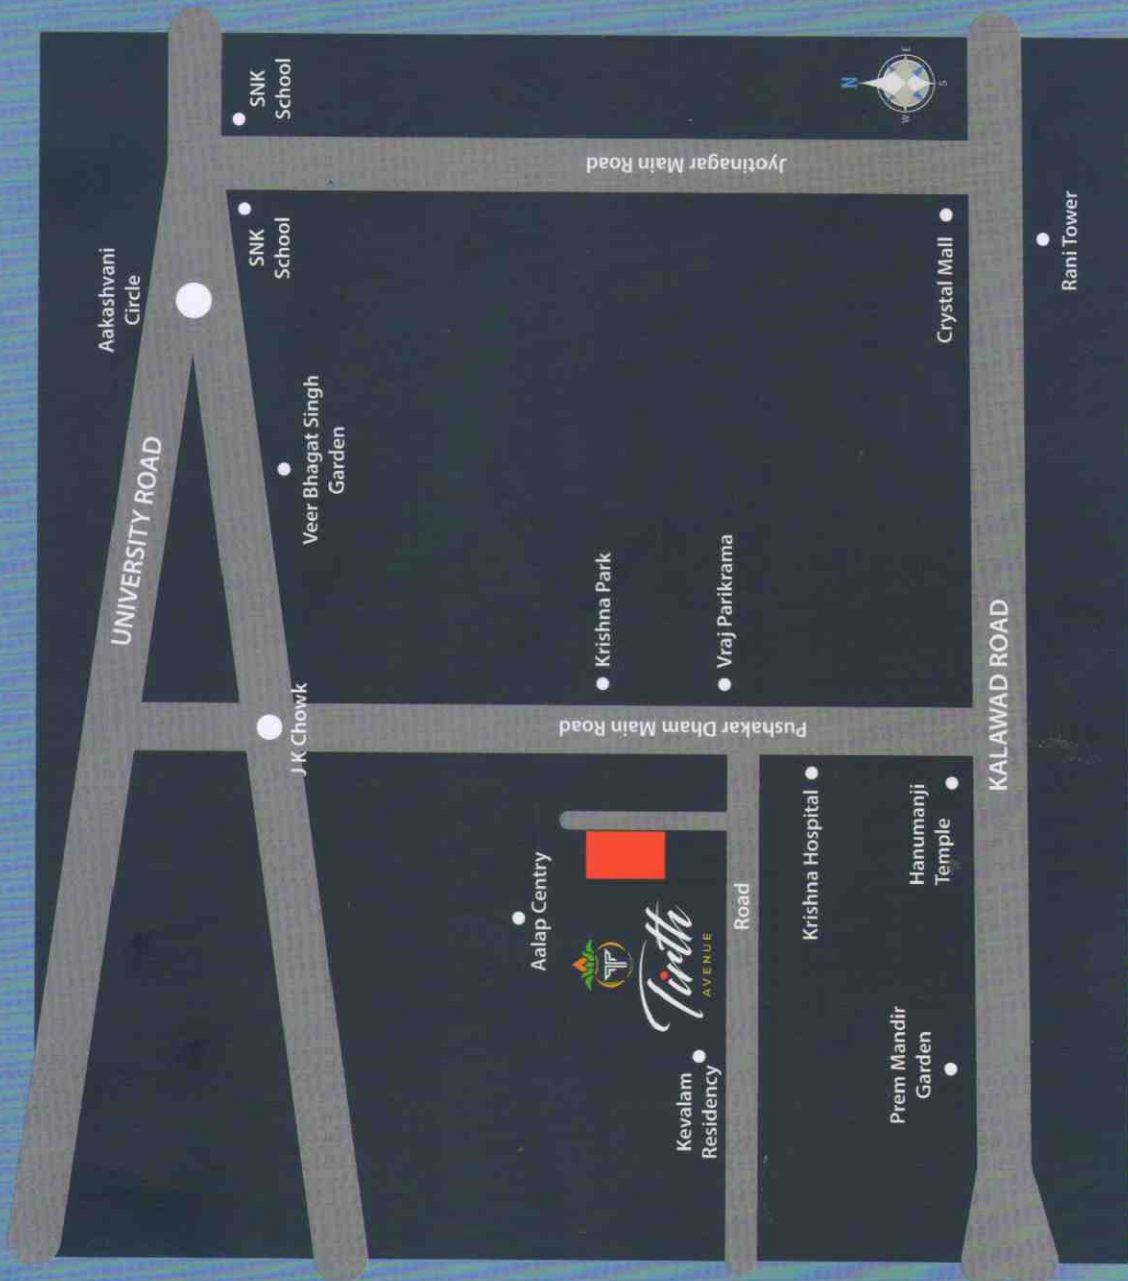 UNIVERSITY ROAD
Aakashvani
Circle
SNK
School
SNK
School
Veer Bhagat Singh
Garden
J K Chowk
Aalap Centry
Tirth
AVENUE
Kevalam
Residency
Road
Krishna Park
Vraj Parikrama
Pushakar Dham Main Road
Jyotinagar Main Road
N
E
S
W
Krishna Hospital
Prem Mandir
Garden
Hanumanji
Temple
Crystal Mall
KALAWAD ROAD
Rani Tower